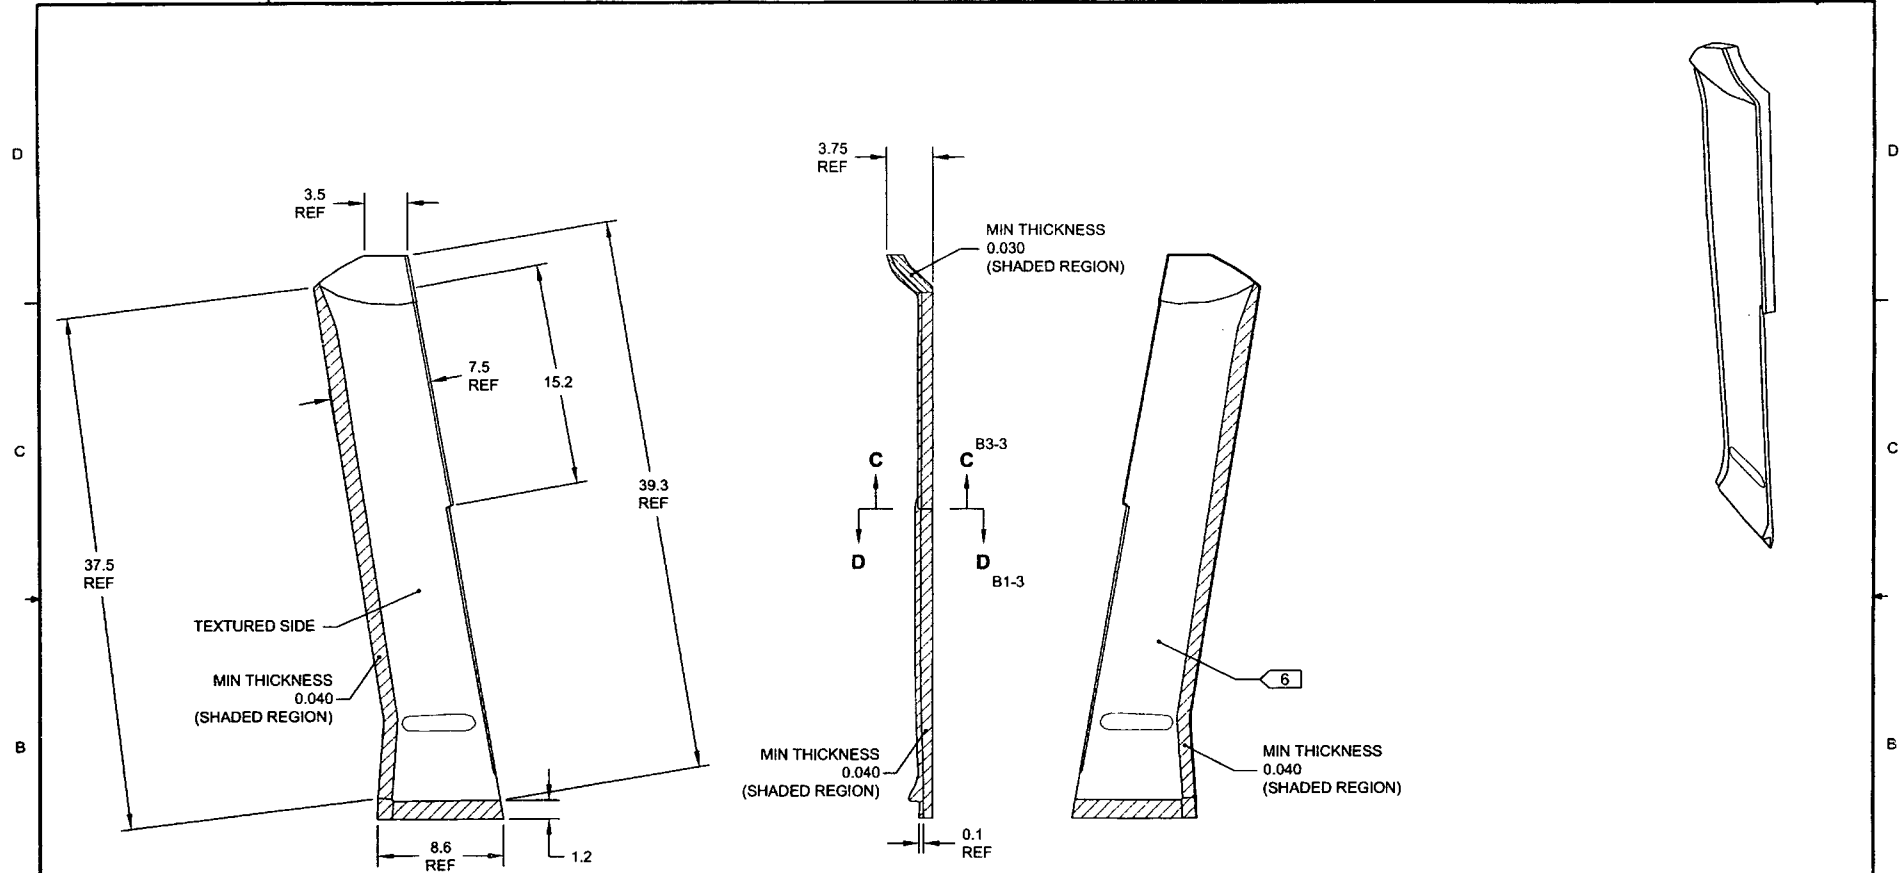 D
D
3.75
REF
3.5
REF
MIN THICKNESS
0.030
(SHADED REGION)
7.5
REF
15.2
39.3
REF
C
C
C
C
B3-3
D
D
B1-3
37.5
REF
TEXTURED SIDE
MIN THICKNESS
0.040
(SHADED REGION)
6
B
B
MIN THICKNESS
0.040
(SHADED REGION)
MIN THICKNESS
0.040
(SHADED REGION)
8.6
REF
1.2
0.1
REF